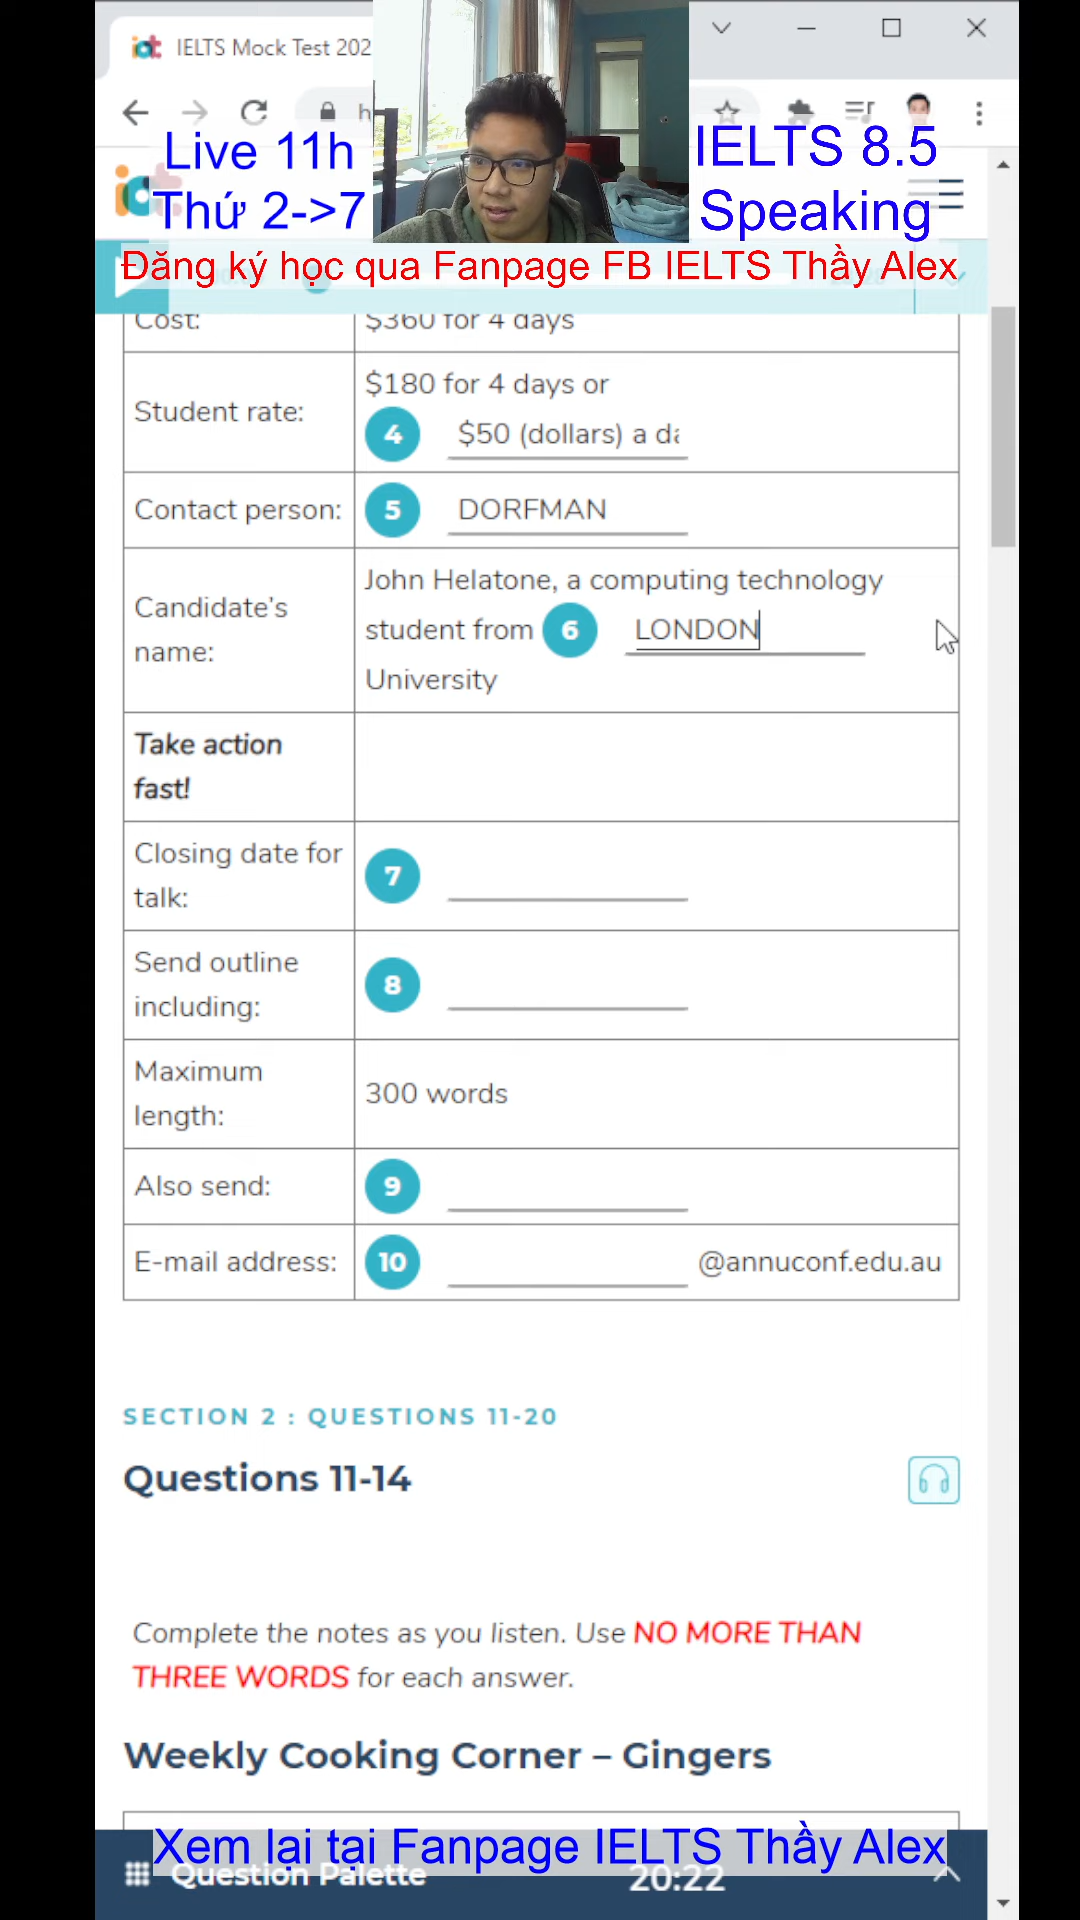 IELTS Mock Test 202
Live 11h
Thứ 2->7
IELTS 8.5
Speaking
Đăng ký học qua Fanpage FB IELTS Thầy Alex
Cost: $360 for 4 days
Student rate: $180 for 4 days or
4 $50 (dollars) a da
Contact person: 5 DORFMAN
Candidate's name: John Helatone, a computing technology
student from 6 LONDON
University
Take action
fast!
Closing date for
talk: 7
Send outline
including: 8
Maximum
length: 300 words
Also send: 9
E-mail address: 10 @annuconf.edu.au
SECTION 2 : QUESTIONS 11-20
Questions 11-14
Complete the notes as you listen. Use NO MORE THAN
THREE WORDS for each answer.
Weekly Cooking Corner – Gingers
Xem lại tại Fanpage IELTS Thầy Alex
Question Palette 20:22